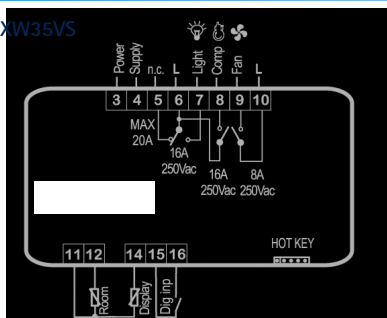 XW35VS
Power
Supply
n.c.
L
Light
Comp
Fan
L
3 4 5 6 7 8 9 10
MAX
20A
16A
250Vac
16A
250Vac
8A
250Vac
HOT KEY
11 12 14 15 16
Room
Display
Dig inp